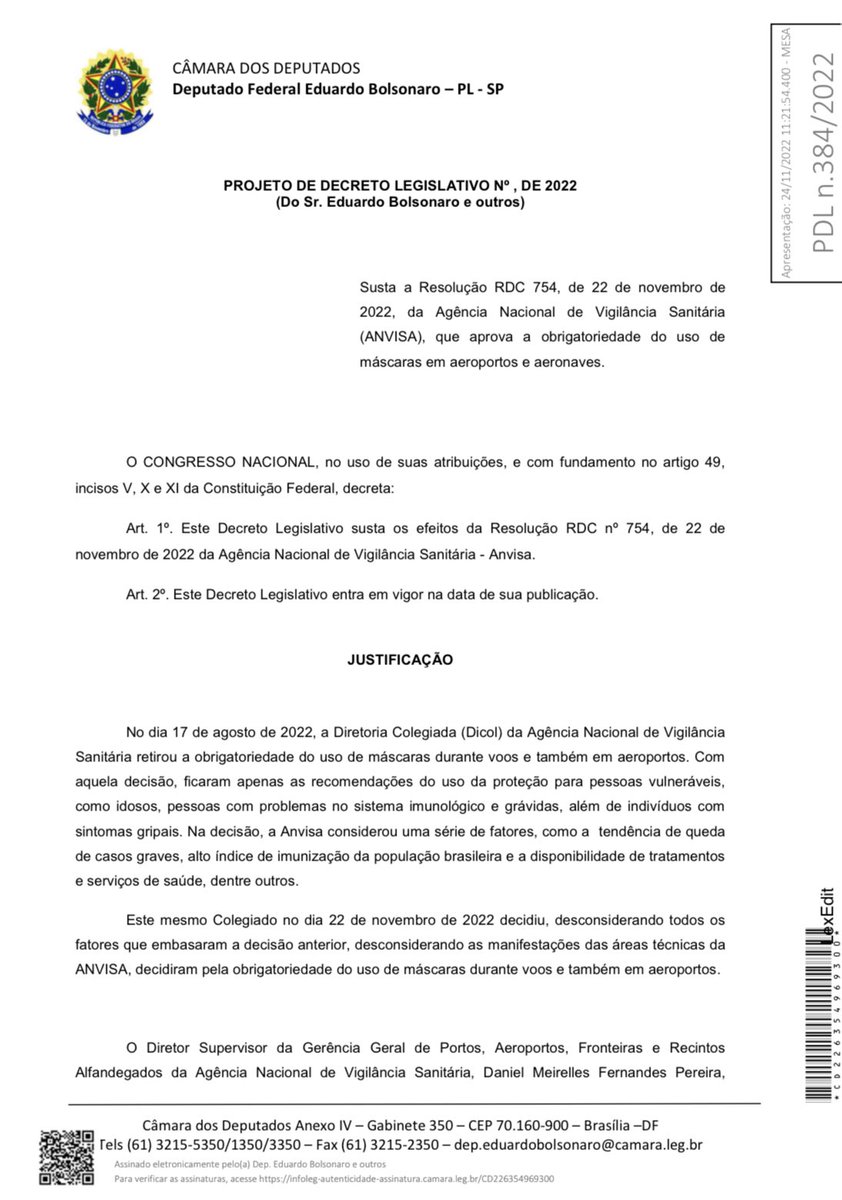 CÂMARA DOS DEPUTADOS
Deputado Federal Eduardo Bolsonaro – PL - SP
Apresentação: 24/11/2022 11:21:54.400 - MESA
PDL n.384/2022
PROJETO DE DECRETO LEGISLATIVO Nº , DE 2022
(Do Sr. Eduardo Bolsonaro e outros)
Susta a Resolução RDC 754, de 22 de novembro de
2022, da Agência Nacional de Vigilância Sanitária
(ANVISA), que aprova a obrigatoriedade do uso de
máscaras em aeroportos e aeronaves.
O CONGRESSO NACIONAL, no uso de suas atribuições, e com fundamento no artigo 49,
incisos V, X e XI da Constituição Federal, decreta:
Art. 1º. Este Decreto Legislativo susta os efeitos da Resolução RDC nº 754, de 22 de
novembro de 2022 da Agência Nacional de Vigilância Sanitária - Anvisa.
Art. 2º. Este Decreto Legislativo entra em vigor na data de sua publicação.
JUSTIFICAÇÃO
No dia 17 de agosto de 2022, a Diretoria Colegiada (Dicol) da Agência Nacional de Vigilância
Sanitária retirou a obrigatoriedade do uso de máscaras durante voos e também em aeroportos. Com
aquela decisão, ficaram apenas as recomendações do uso da proteção para pessoas vulneráveis,
como idosos, pessoas com problemas no sistema imunológico e grávidas, além de indivíduos com
sintomas gripais. Na decisão, a Anvisa considerou uma série de fatores, como a tendência de queda
de casos graves, alto índice de imunização da população brasileira e a disponibilidade de tratamentos
e serviços de saúde, dentre outros.
Este mesmo Colegiado no dia 22 de novembro de 2022 decidiu, desconsiderando todos os
fatores que embasaram a decisão anterior, desconsiderando as manifestações das áreas técnicas da
ANVISA, decidiram pela obrigatoriedade do uso de máscaras durante voos e também em aeroportos.
O Diretor Supervisor da Gerência Geral de Portos, Aeroportos, Fronteiras e Recintos
Alfandegados da Agência Nacional de Vigilância Sanitária, Daniel Meirelles Fernandes Pereira,
LexEdit
*CD226354969300*
Câmara dos Deputados Anexo IV – Gabinete 350 – CEP 70.160-900 – Brasília –DF
Tels (61) 3215-5350/1350/3350 – Fax (61) 3215-2350 – dep.eduardobolsonaro@camara.leg.br
Assinado eletronicamente pelo(a) Dep. Eduardo Bolsonaro e outros
Para verificar as assinaturas, acesse https://infoleg-autenticidade-assinatura.camara.leg.br/CD226354969300